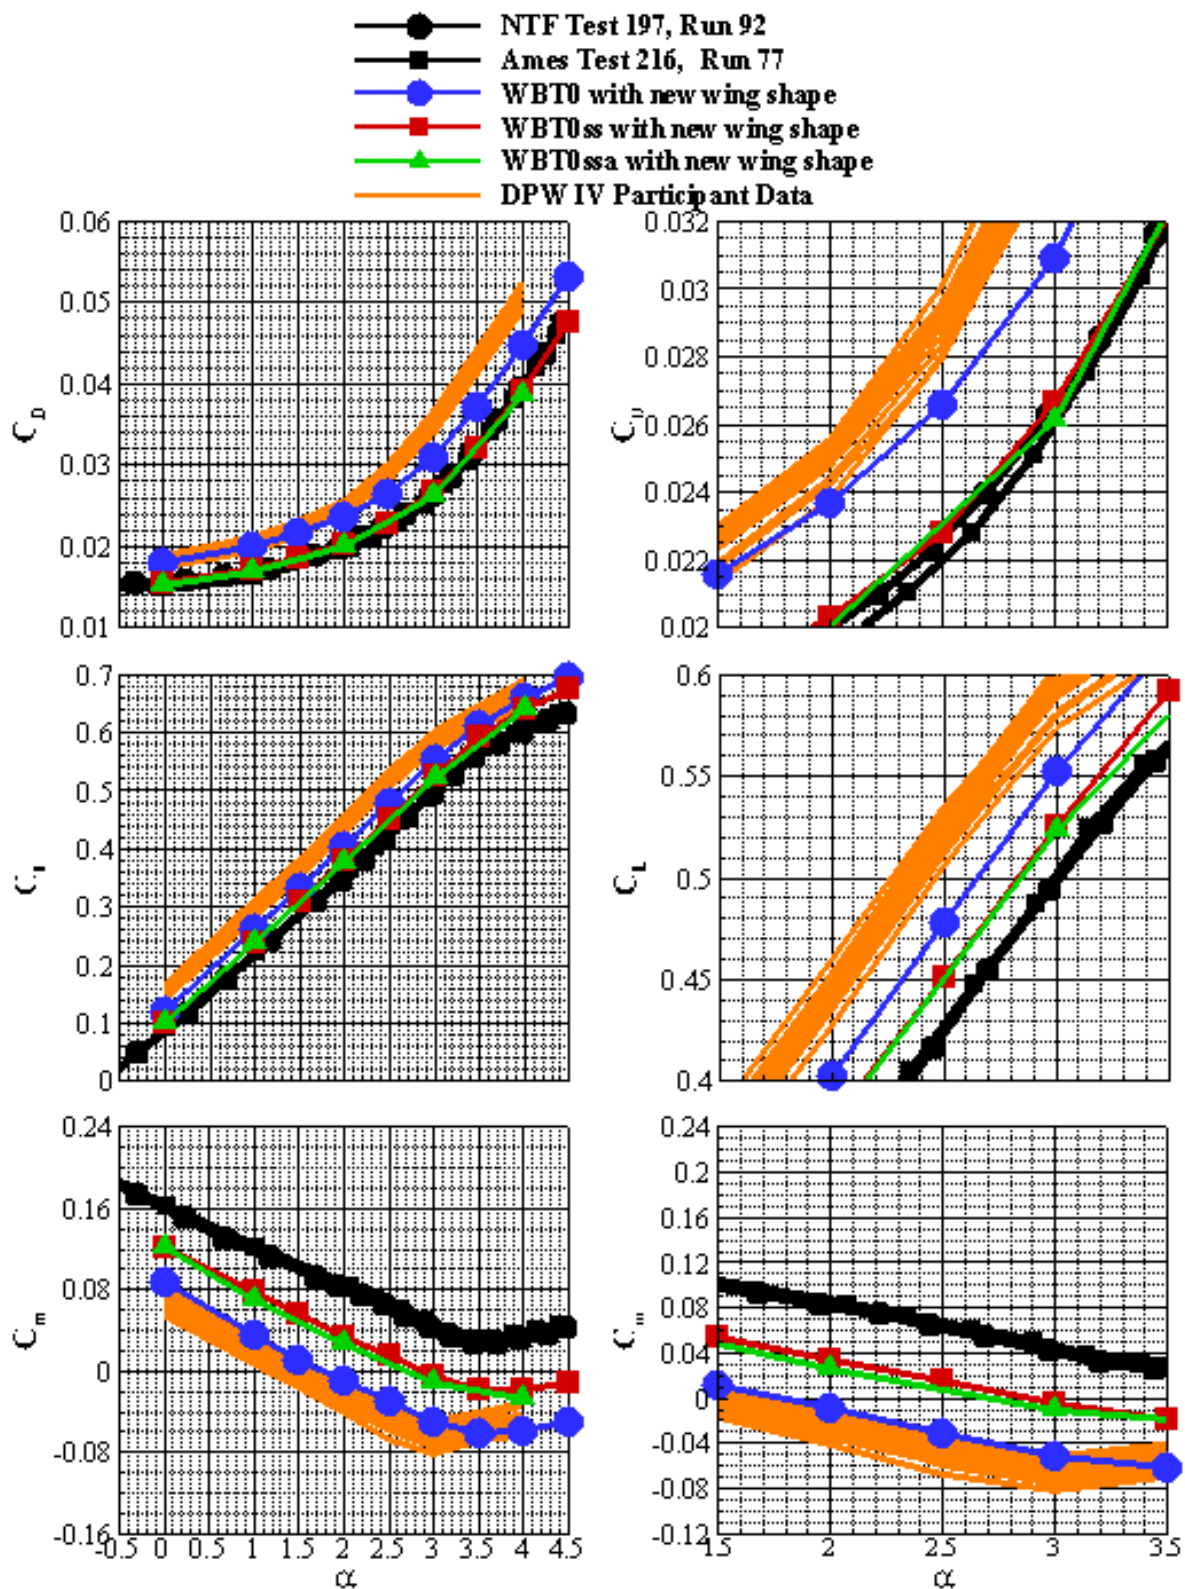 NTF Test 197, Run 92
Ames Test 216, Run 77
WBT0 with new wing shape
WBT0ss with new wing shape
WBT0ssa with new wing shape
DPW IV Participant Data
0.06
0.05
0.04
0.03
0.02
0.01
C_D
0.032
0.03
0.028
0.026
0.024
0.022
0.02
C_D
0.7
0.6
0.5
0.4
0.3
0.2
0.1
0
C_L
0.6
0.55
0.5
0.45
0.4
C_L
0.24
0.16
0.08
0
-0.08
-0.16
C_m
-0.5 0 0.5 1 1.5 2 2.5 3 3.5 4 4.5
α
0.24
0.2
0.16
0.12
0.08
0.04
0
-0.04
-0.08
-0.12
C_m
1.5 2 2.5 3 3.5
α